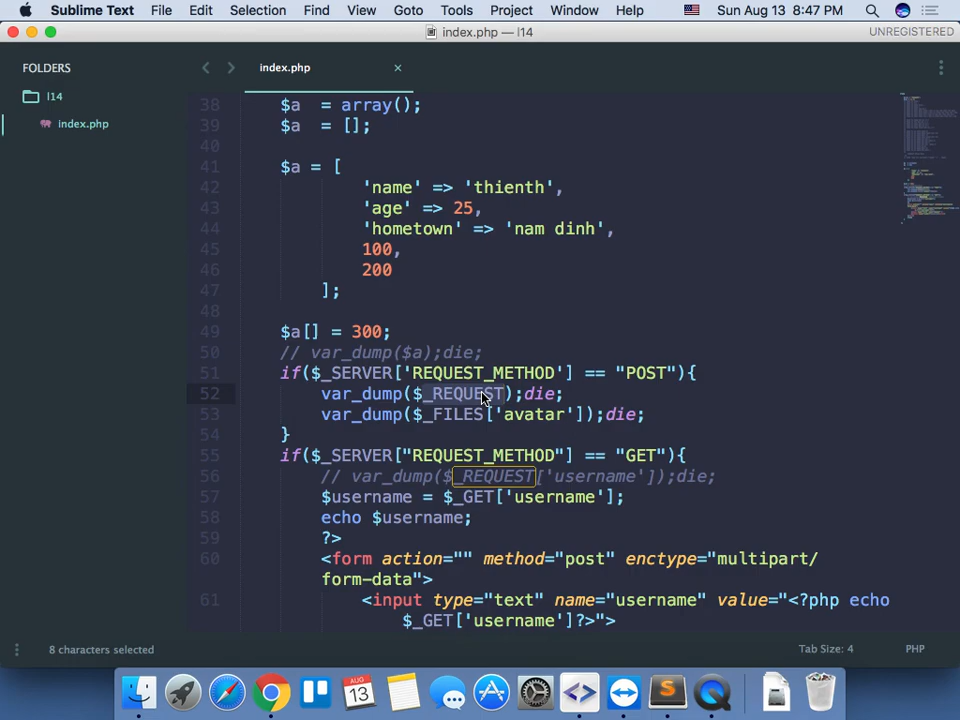 Sublime Text File Edit Selection Find View Goto Tools Project Window Help Sun Aug 13 8:47 PM
index.php — l14 UNREGISTERED
FOLDERS
l14
index.php
index.php ×
38 $a = array();
39 $a = [];
40
41 $a = [
42 'name' => 'thienth',
43 'age' => 25,
44 'hometown' => 'nam dinh',
45 100,
46 200
47 ];
48
49 $a[] = 300;
50 // var_dump($a);die;
51 if($_SERVER['REQUEST_METHOD'] == "POST"){
52 var_dump($_REQUEST);die;
53 var_dump($_FILES['avatar']);die;
54 }
55 if($_SERVER["REQUEST_METHOD"] == "GET"){
56 // var_dump($_REQUEST['username']);die;
57 $username = $_GET['username'];
58 echo $username;
59 ?>
60 <form action="" method="post" enctype="multipart/
form-data">
61 <input type="text" name="username" value="<?php echo
$_GET['username']?>">
8 characters selected Tab Size: 4 PHP
AUG
13